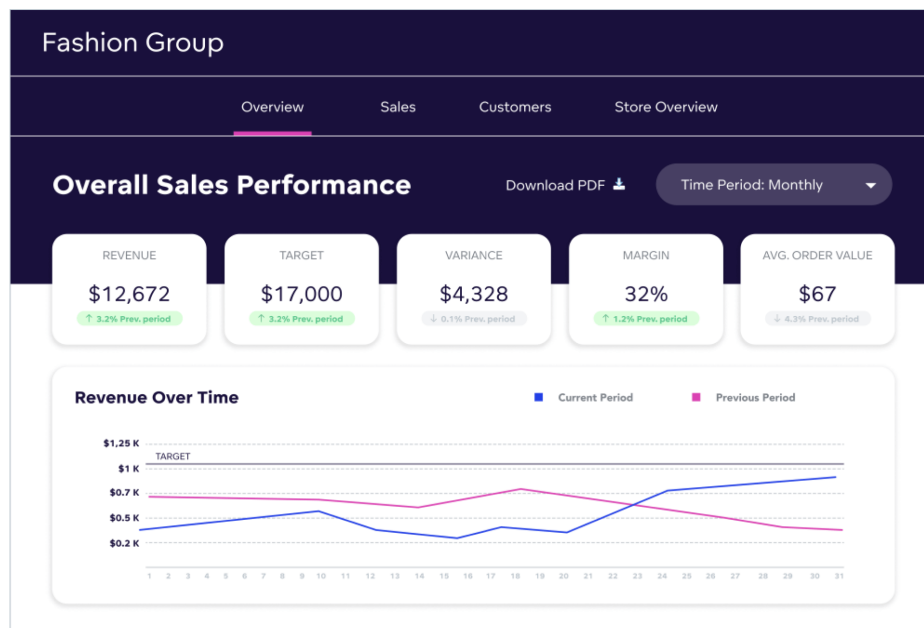 Fashion Group
Overview Sales Customers Store Overview
Overall Sales Performance
Download PDF
Time Period: Monthly
REVENUE
$12,672
↑ 3.2% Prev. period
TARGET
$17,000
↑ 3.2% Prev. period
VARIANCE
$4,328
↓ 0.1% Prev. period
MARGIN
32%
↑ 1.2% Prev. period
AVG. ORDER VALUE
$67
↓ 4.3% Prev. period
Revenue Over Time
Current Period
Previous Period
$1,25 K
TARGET
$1 K
$0.7 K
$0.5 K
$0.2 K
1 2 3 4 5 6 7 8 9 10 11 12 13 14 15 16 17 18 19 20 21 22 23 24 25 26 27 28 29 30 31